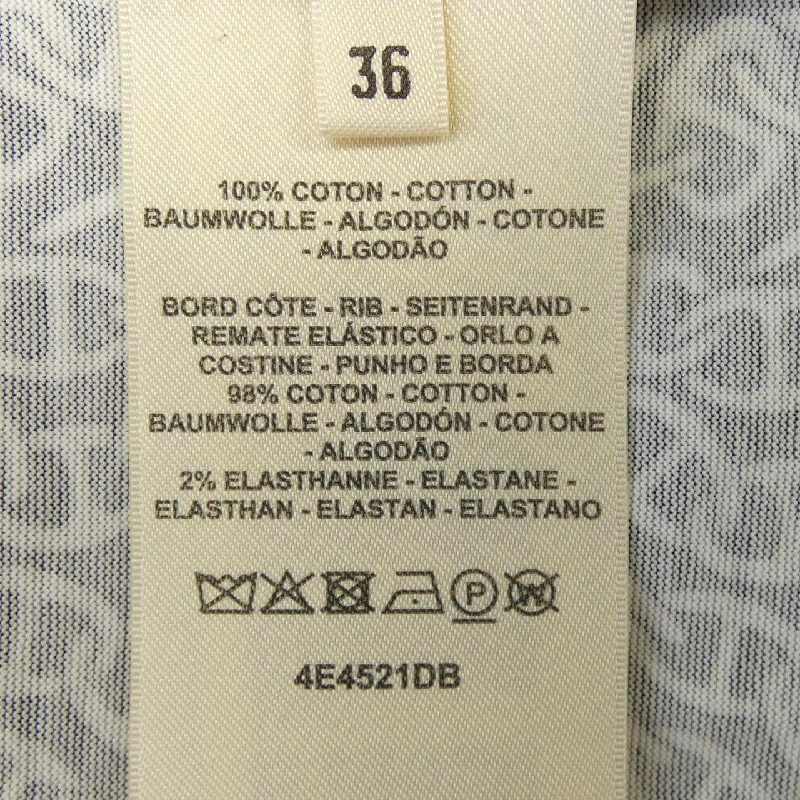 36
100% COTON - COTTON -
BAUMWOLLE - ALGODÓN - COTONE
- ALGODÃO
BORD CÔTE - RIB - SEITENRAND -
REMATE ELÁSTICO - ORLO A
COSTINE - PUNHO E BORDA
98% COTON - COTTON -
BAUMWOLLE - ALGODÓN - COTONE
- ALGODÃO
2% ELASTHANNE - ELASTANE -
ELASTHAN - ELASTAN - ELASTANO
P W
4E4521DB